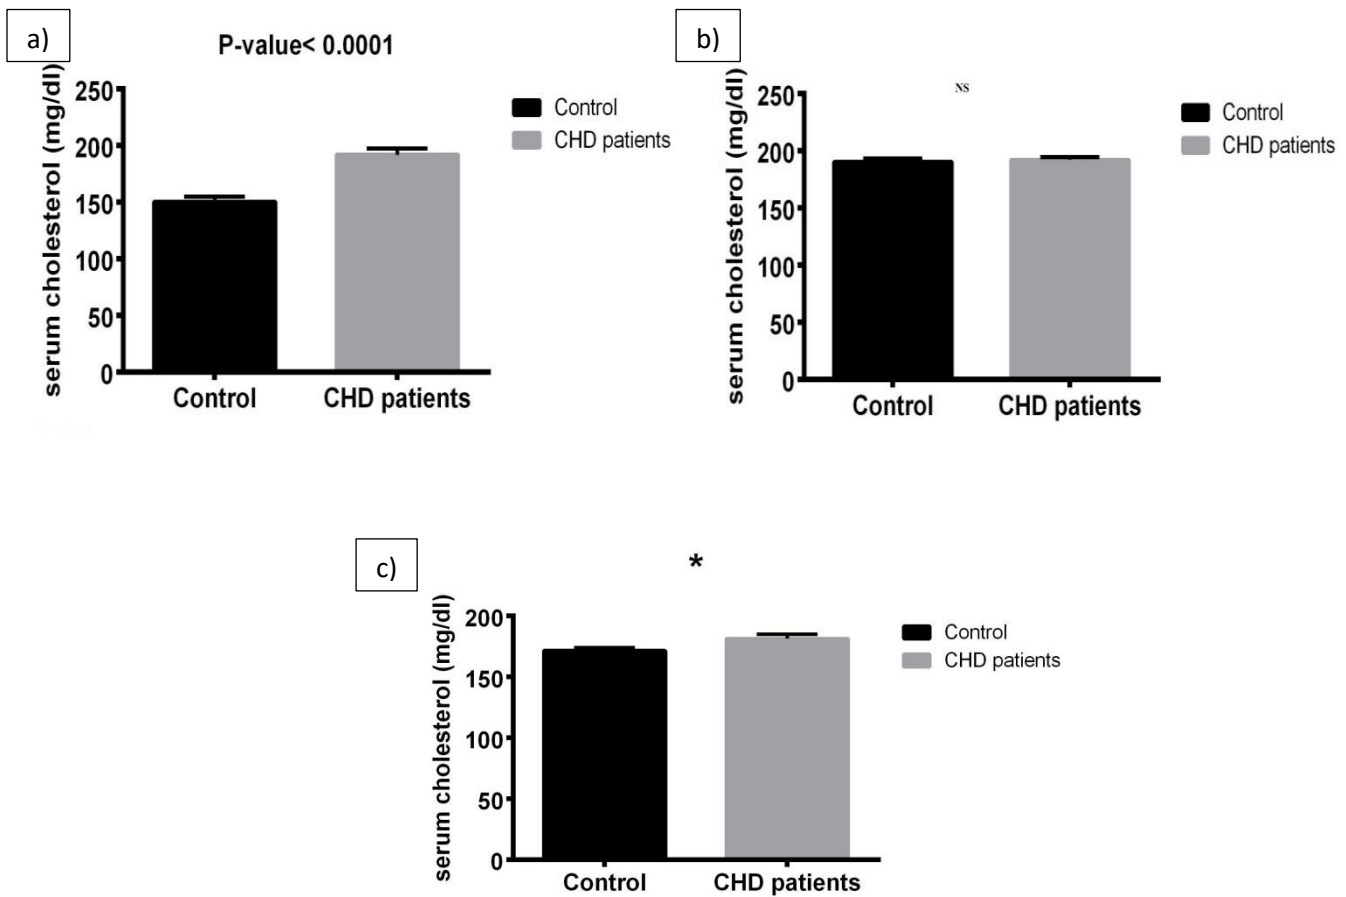 a)
P-value< 0.0001
serum cholesterol (mg/dl)
250
200
150
100
50
0
Control
CHD patients
Control
CHD patients
b)
NS
serum cholesterol (mg/dl)
250
200
150
100
50
0
Control
CHD patients
Control
CHD patients
c)
*
serum cholesterol (mg/dl)
200
150
100
50
0
Control
CHD patients
Control
CHD patients